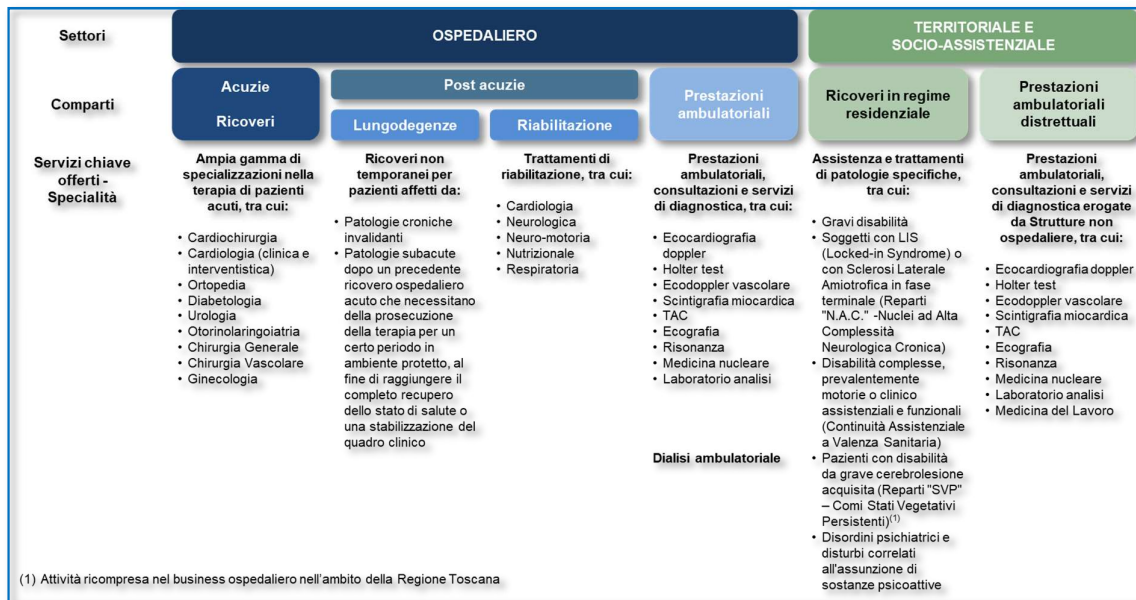 Settori
OSPEDALIERO
TERRITORIALE E
SOCIO-ASSISTENZIALE
Comparti
Acuzie
Ricoveri
Post acuzie
Lungodegenze
Riabilitazione
Prestazioni
ambulatoriali
Ricoveri in regime
residenziale
Prestazioni
ambulatoriali
distrettuali
Servizi chiave
offerti -
Specialità
Ampia gamma di
specializzazioni nella
terapia di pazienti
acuti, tra cui:
• Cardiochirurgia
• Cardiologia (clinica e
interventistica)
• Ortopedia
• Diabetologia
• Urologia
• Otorinolaringoiatria
• Chirurgia Generale
• Chirurgia Vascolare
• Ginecologia
Ricoveri non
temporanei per
pazienti affetti da:
• Patologie croniche
invalidanti
• Patologie subacute
dopo un precedente
ricovero ospedaliero
acuto che necessitano
della prosecuzione
della terapia per un
certo periodo in
ambiente protetto, al
fine di raggiungere il
completo recupero
dello stato di salute o
una stabilizzazione del
quadro clinico
Trattamenti di
riabilitazione, tra cui:
• Cardiologia
• Neurologica
• Neuro-motoria
• Nutrizionale
• Respiratoria
Prestazioni
ambulatoriali,
consultazioni e servizi
di diagnostica, tra cui:
• Ecocardiografia
doppler
• Holter test
• Ecodoppler vascolare
• Scintigrafia miocardica
• TAC
• Ecografia
• Risonanza
• Medicina nucleare
• Laboratorio analisi
Dialisi ambulatoriale
Assistenza e trattamenti
di patologie specifiche,
tra cui:
• Gravi disabilità
• Soggetti con LIS
(Locked-in Syndrome) o
con Sclerosi Laterale
Amiotrofica in fase
terminale (Reparti
"N.A.C." -Nuclei ad Alta
Complessità
Neurologica Cronica)
• Disabilità complesse,
prevalentemente
motorie o clinico
assistenziali e funzionali
(Continuità Assistenziale
a Valenza Sanitaria)
• Pazienti con disabilità
da grave cerebrolesione
acquisita (Reparti "SVP"
– Comi Stati Vegetativi
Persistenti)(1)
• Disordini psichiatrici e
disturbi correlati
all'assunzione di
sostanze psicoattive
Prestazioni
ambulatoriali,
consultazioni e servizi
di diagnostica erogate
da Strutture non
ospedaliere, tra cui:
• Ecocardiografia doppler
• Holter test
• Ecodoppler vascolare
• Scintigrafia miocardica
• TAC
• Ecografia
• Risonanza
• Medicina nucleare
• Laboratorio analisi
• Medicina del Lavoro
(1) Attività ricompresa nel business ospedaliero nell'ambito della Regione Toscana